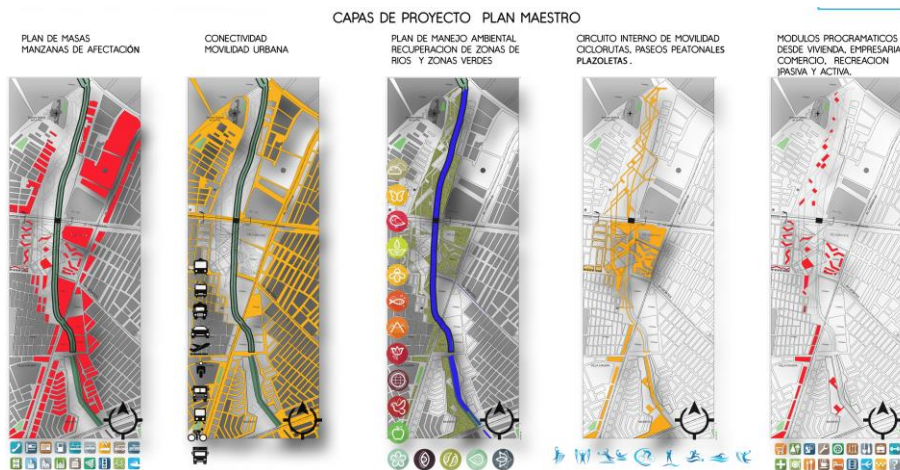 CAPAS DE PROYECTO PLAN MAESTRO
PLAN DE MASAS
MANZANAS DE AFECTACIÓN
CONECTIVIDAD
MOVILIDAD URBANA
PLAN DE MANEJO AMBIENTAL
RECUPERACION DE ZONAS DE
RIOS Y ZONAS VERDES
CIRCUITO INTERNO DE MOVILIDAD
CICLORUTAS, PASEOS PEATONALES
PLAZOLETAS.
MODULOS PROGRAMATICOS
DESDE VIVIENDA, EMPRESARIA
COMERCIO, RECREACION
]PASIVA Y ACTIVA.